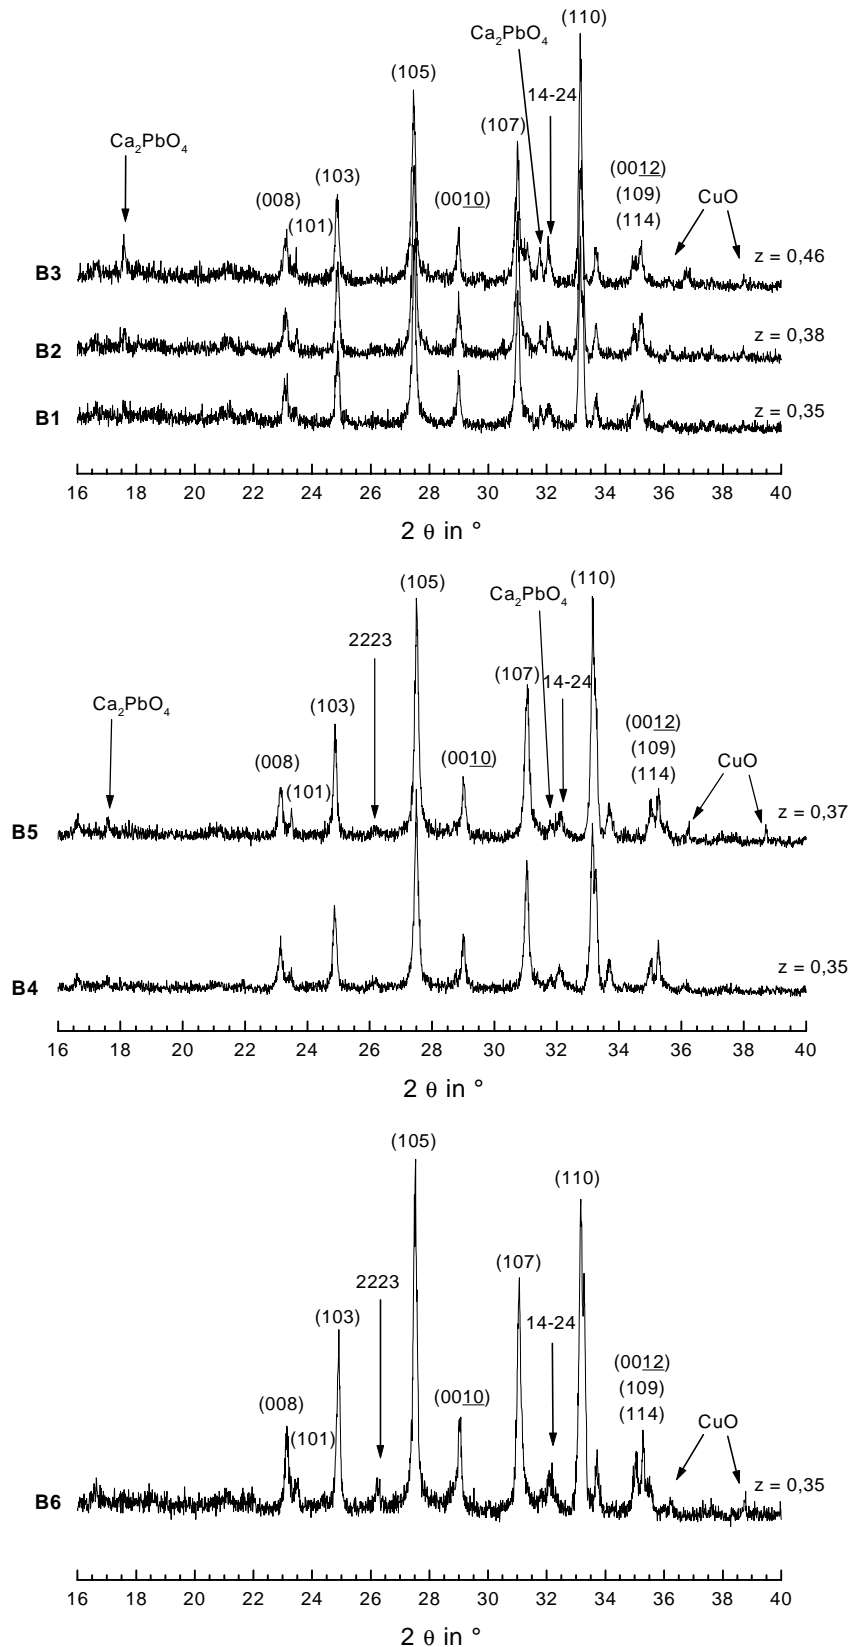 (110)
Ca₂PbO₄
(105)
14-24
(107)
Ca₂PbO₄
(103)
(0012)
(008)
(0010)
(109)
CuO
(101)
(114)
B3
z = 0,46
B2
z = 0,38
B1
z = 0,35
16 18 20 22 24 26 28 30 32 34 36 38 40
2 θ in °
(105)
(110)
Ca₂PbO₄
2223
(107)
14-24
Ca₂PbO₄
(103)
(0012)
(109)
(008)
(0010)
CuO
(114)
(101)
B5
z = 0,37
B4
z = 0,35
16 18 20 22 24 26 28 30 32 34 36 38 40
2 θ in °
(105)
(110)
(107)
2223
(103)
14-24
(0012)
(109)
(008)
(0010)
(114)
CuO
(101)
B6
z = 0,35
16 18 20 22 24 26 28 30 32 34 36 38 40
2 θ in °